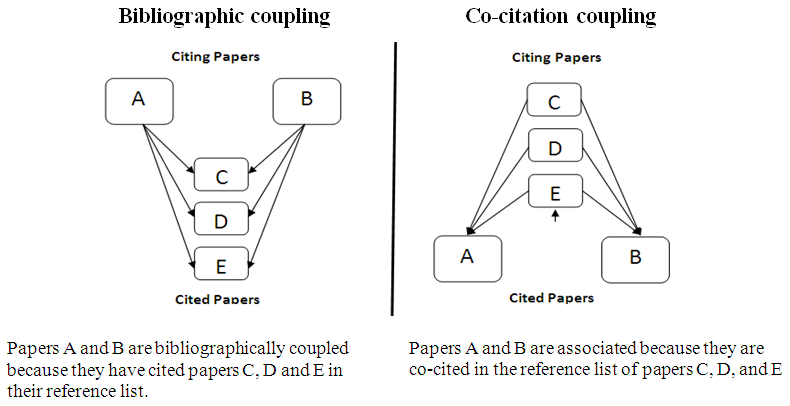 Bibliographic coupling
Citing Papers
A
B
C
D
E
Cited Papers
Papers A and B are bibliographically coupled
because they have cited papers C, D and E in
their reference list.
Co-citation coupling
Citing Papers
C
D
E
A
B
Cited Papers
Papers A and B are associated because they are
co-cited in the reference list of papers C, D, and E